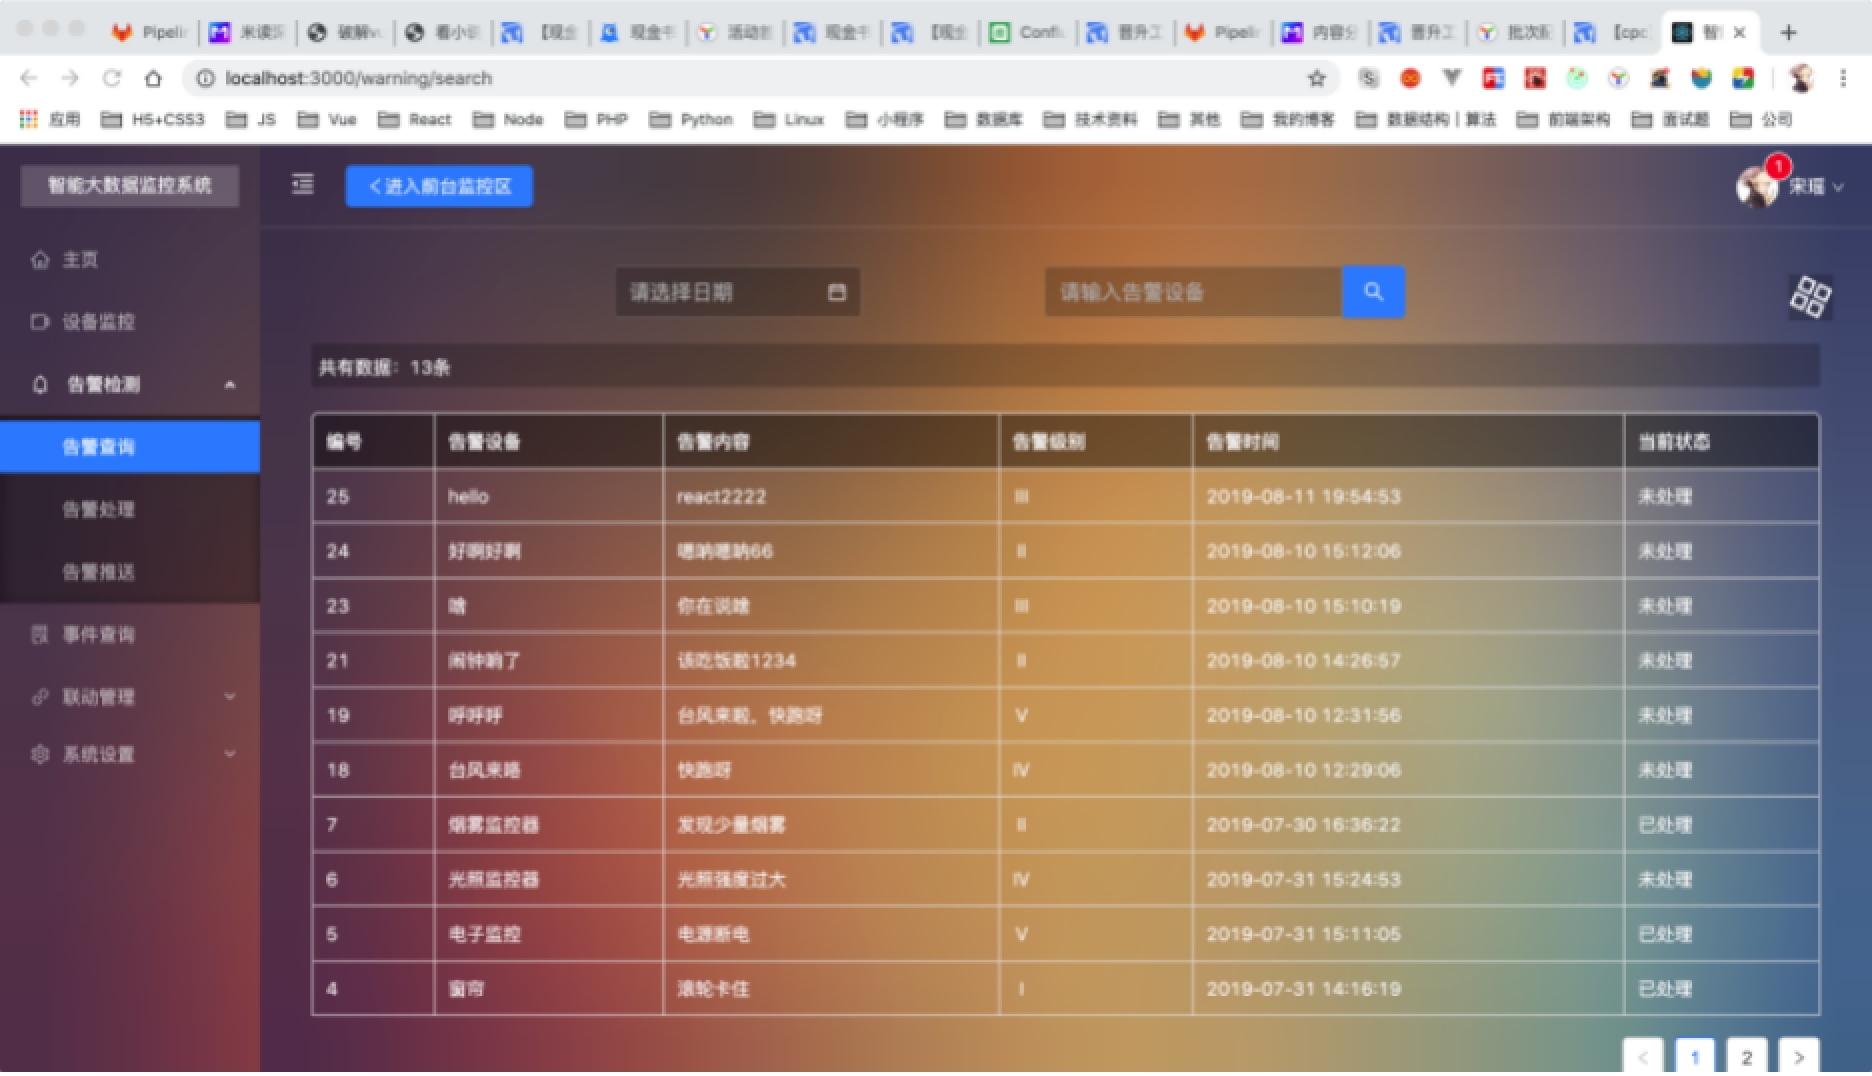 Pipeli
米读
破解
看小
【现金
现金
活动
现金
【现金
Confl
晋升工
Pipeli
内容分
晋升工
批次
【cpc
智
localhost:3000/warning/search
应用 H5+CSS3 JS Vue React Node PHP Python Linux 小程序 数据库 技术资料 其他 我的博客 数据结构 | 算法 前端架构 面试题 公司
智能大数据监控系统
<进入前台监控区
1
宋瑶
主页
设备监控
告警检测
告警查询
告警处理
告警推送
事件查询
联动管理
系统设置
请选择日期
请输入告警设备
共有数据：13条
编号 告警设备 告警内容 告警级别 告警时间 当前状态
25 hello react2222 III 2019-08-11 19:54:53 未处理
24 好啊好啊 嗯呐嗯呐66 II 2019-08-10 15:12:06 未处理
23 啥 你在说啥 III 2019-08-10 15:10:19 未处理
21 闹钟响了 该吃饭啦1234 II 2019-08-10 14:26:57 未处理
19 呼呼呼 台风来啦，快跑呀 V 2019-08-10 12:31:56 未处理
18 台风来咯 快跑呀 IV 2019-08-10 12:29:06 未处理
7 烟雾监控器 发现少量烟雾 II 2019-07-30 16:36:22 已处理
6 光照监控器 光照强度过大 IV 2019-07-31 15:24:53 未处理
5 电子监控 电源断电 V 2019-07-31 15:11:05 已处理
4 窗帘 滚轮卡住 I 2019-07-31 14:16:19 已处理
< 1 2 >